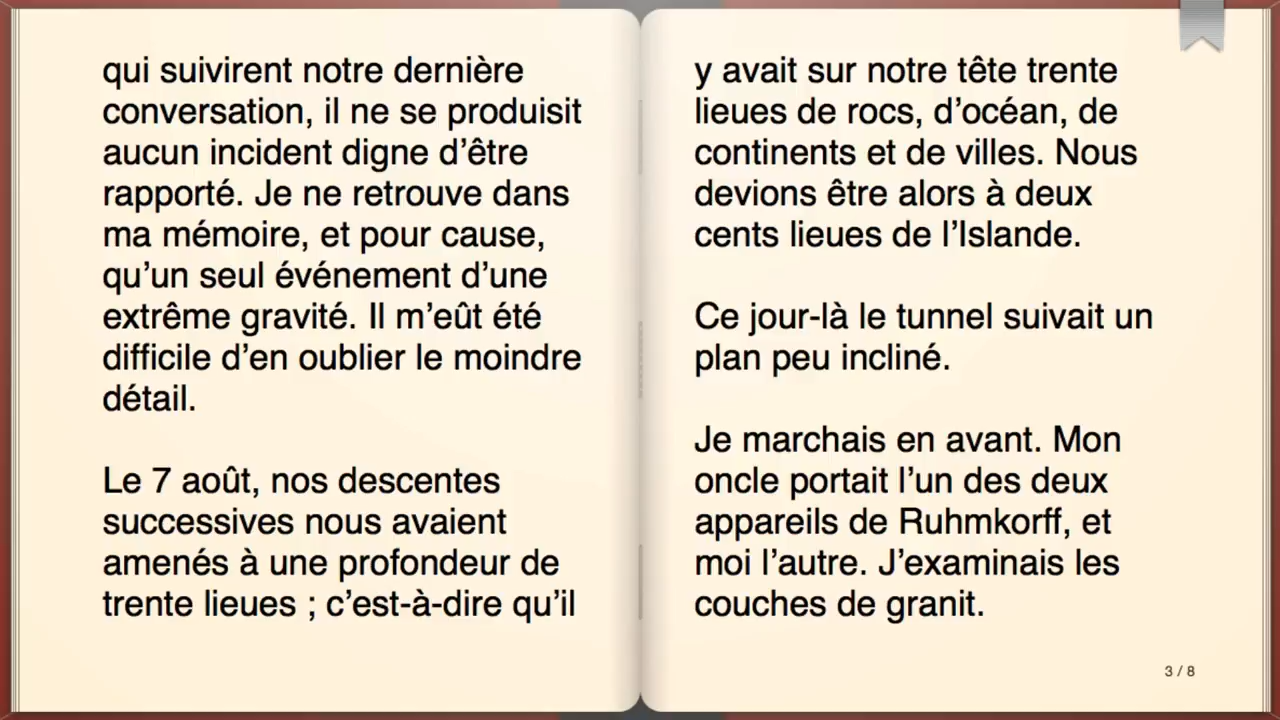 qui suivirent notre dernière
conversation, il ne se produisit
aucun incident digne d’être
rapporté. Je ne retrouve dans
ma mémoire, et pour cause,
qu’un seul événement d’une
extrême gravité. Il m’eût été
difficile d’en oublier le moindre
détail.
Le 7 août, nos descentes
successives nous avaient
amenés à une profondeur de
trente lieues ; c’est-à-dire qu’il
y avait sur notre tête trente
lieues de rocs, d’océan, de
continents et de villes. Nous
devions être alors à deux
cents lieues de l’Islande.
Ce jour-là le tunnel suivait un
plan peu incliné.
Je marchais en avant. Mon
oncle portait l’un des deux
appareils de Ruhmkorff, et
moi l’autre. J’examinais les
couches de granit.
3 / 8